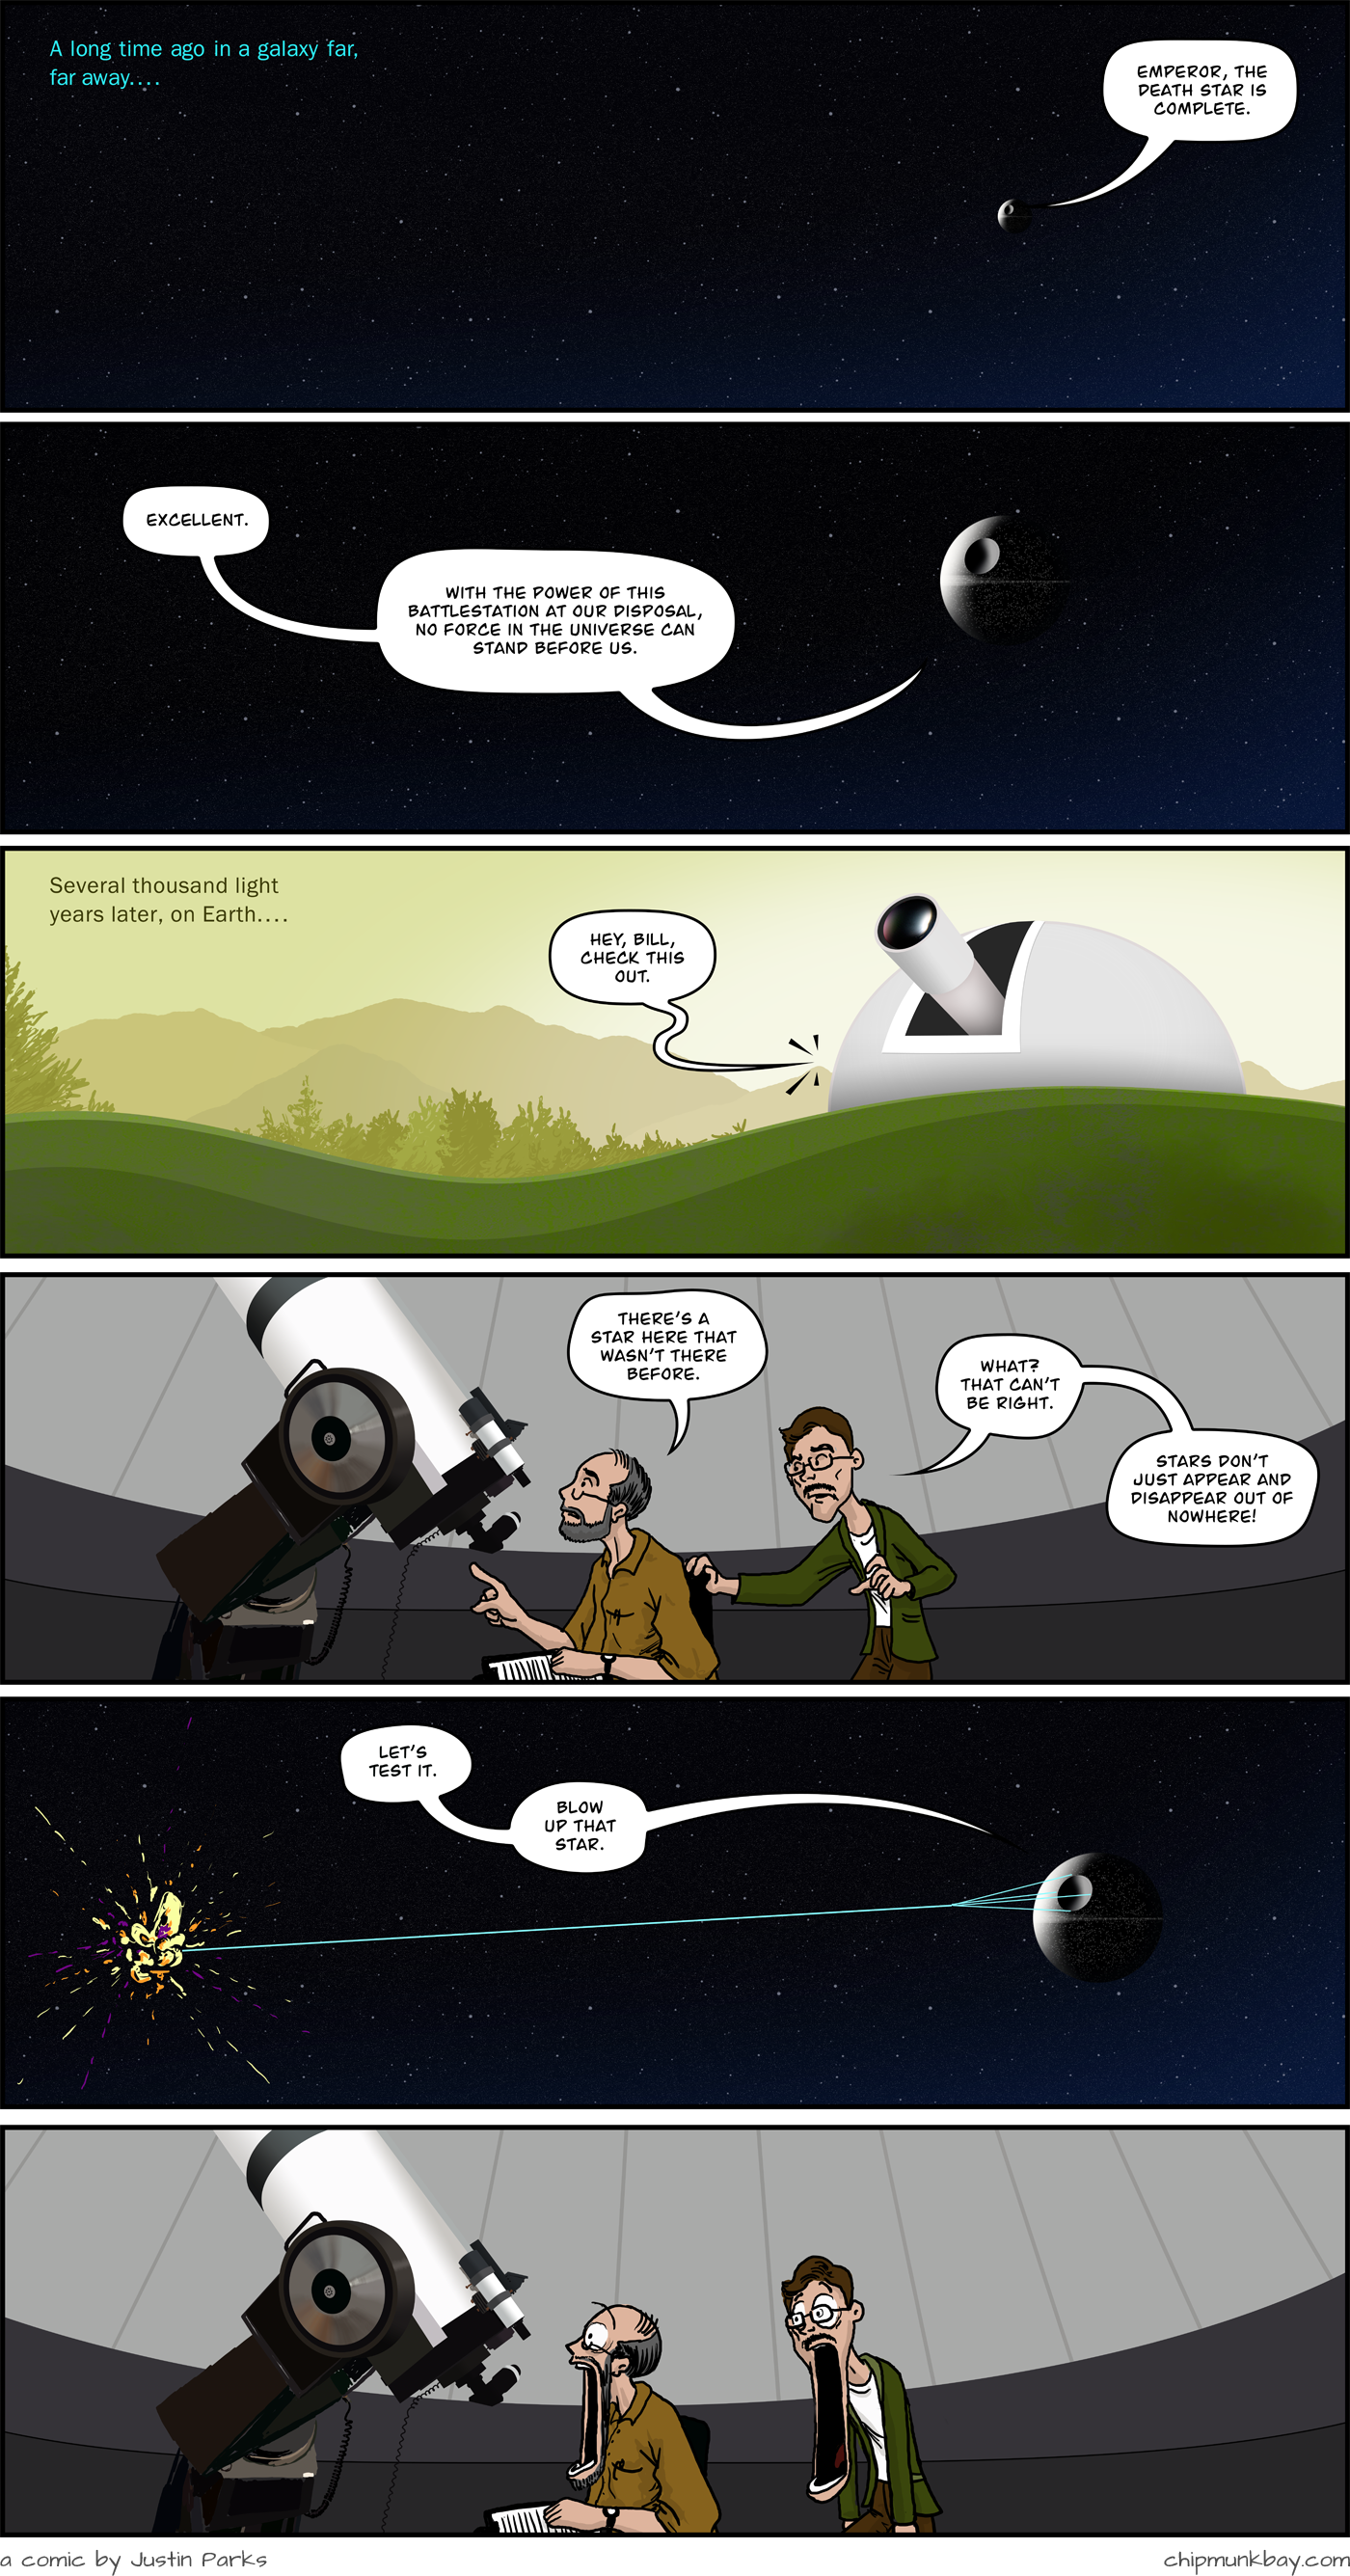 A long time ago in a galaxy far,
far away....
EMPEROR, THE
DEATH STAR IS
COMPLETE.
EXCELLENT.
WITH THE POWER OF THIS
BATTLESTATION AT OUR DISPOSAL,
NO FORCE IN THE UNIVERSE CAN
STAND BEFORE US.
Several thousand light
years later, on Earth....
HEY, BILL,
CHECK THIS
OUT.
THERE'S A
STAR HERE THAT
WASN'T THERE
BEFORE.
WHAT?
THAT CAN'T
BE RIGHT.
STARS DON'T
JUST APPEAR AND
DISAPPEAR OUT OF
NOWHERE!
LET'S
TEST IT.
BLOW
UP THAT
STAR.
a comic by Justin Parks
chipmunkbay.com